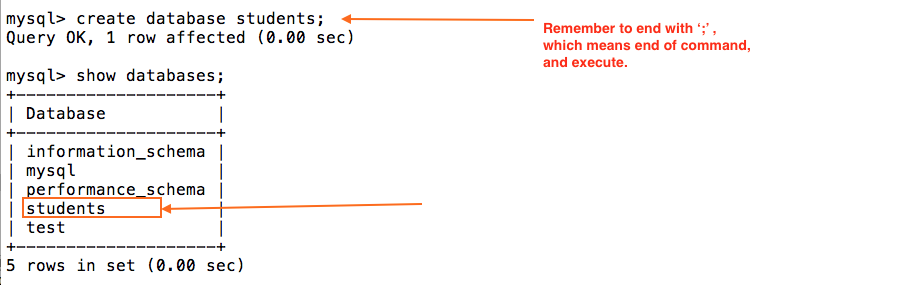 mysql> create database students;
Remember to end with ‘;’ ,
which means end of command,
and execute.
Query OK, 1 row affected (0.00 sec)
mysql> show databases;
+--------------------+
| Database           |
+--------------------+
| information_schema |
| mysql              |
| performance_schema |
| students           |
| test               |
+--------------------+
5 rows in set (0.00 sec)